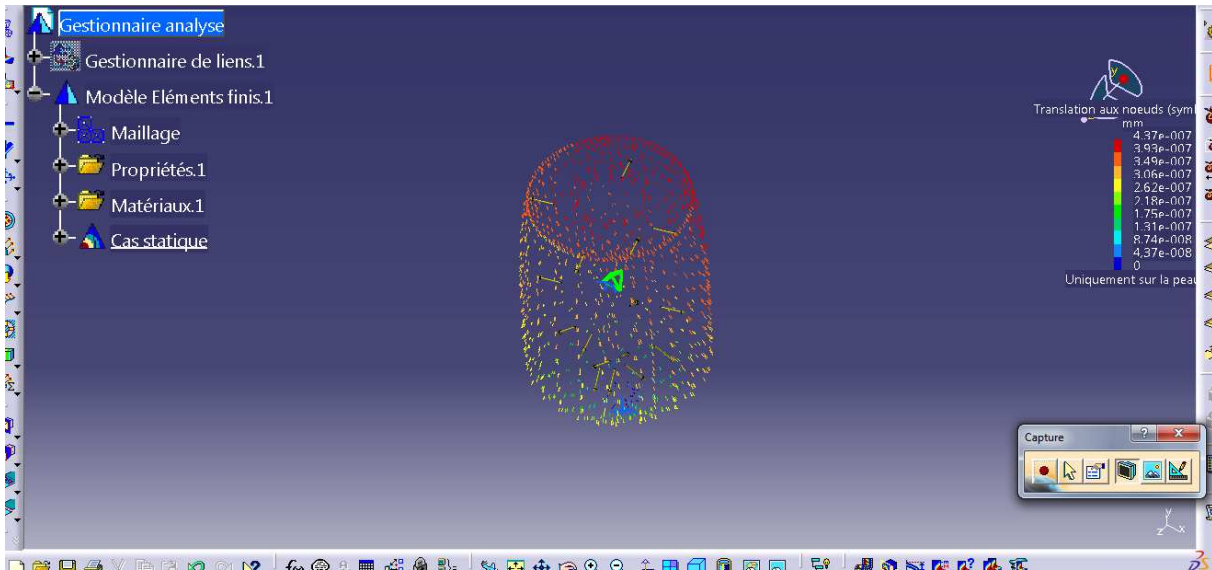 Gestionnaire analyse
Gestionnaire de liens.1
Modèle Eléments finis.1
Maillage
Propriétés.1
Matériaux.1
Cas statique
y
Translation aux noeuds (syml
mm
4.37e-007
3.93e-007
3.49e-007
3.06e-007
2.62e-007
2.18e-007
1.75e-007
1.31e-007
8.74e-008
4.37e-008
0
Uniquement sur la peau
Capture
y
z x